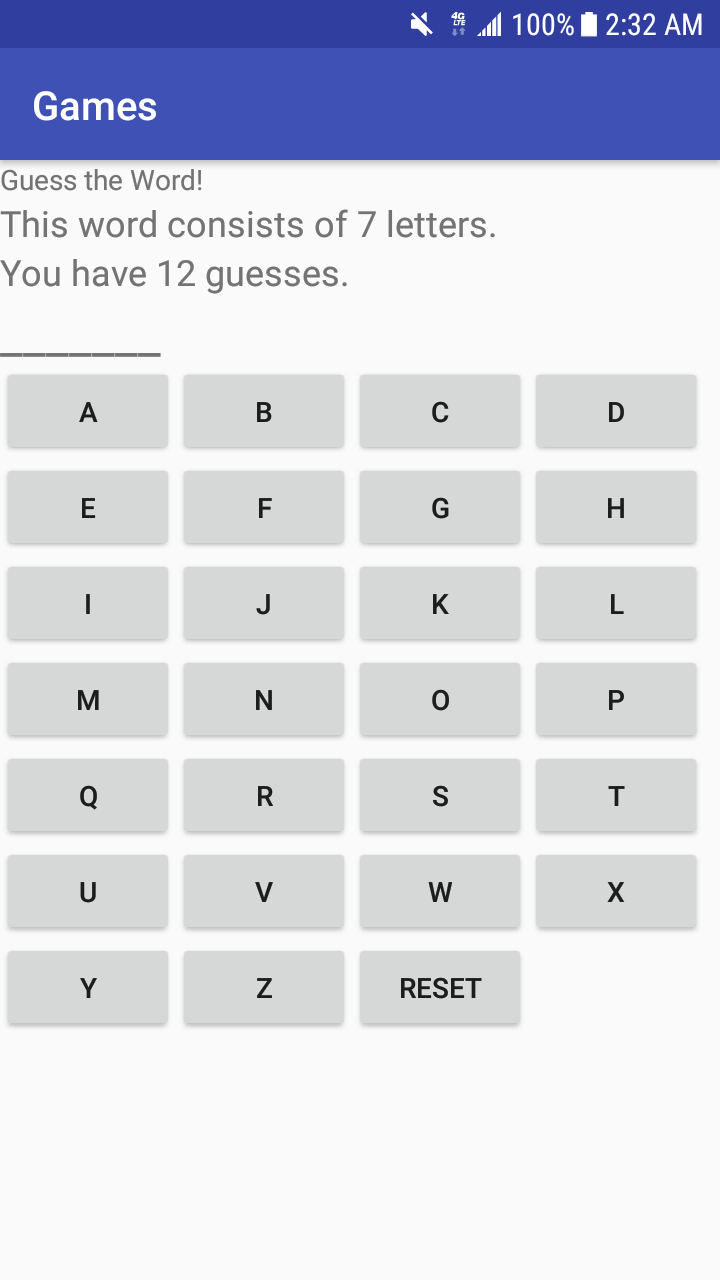 4G LTE 100% 2:32 AM
Games
Guess the Word!
This word consists of 7 letters.
You have 12 guesses.
_______
A B C D
E F G H
I J K L
M N O P
Q R S T
U V W X
Y Z RESET